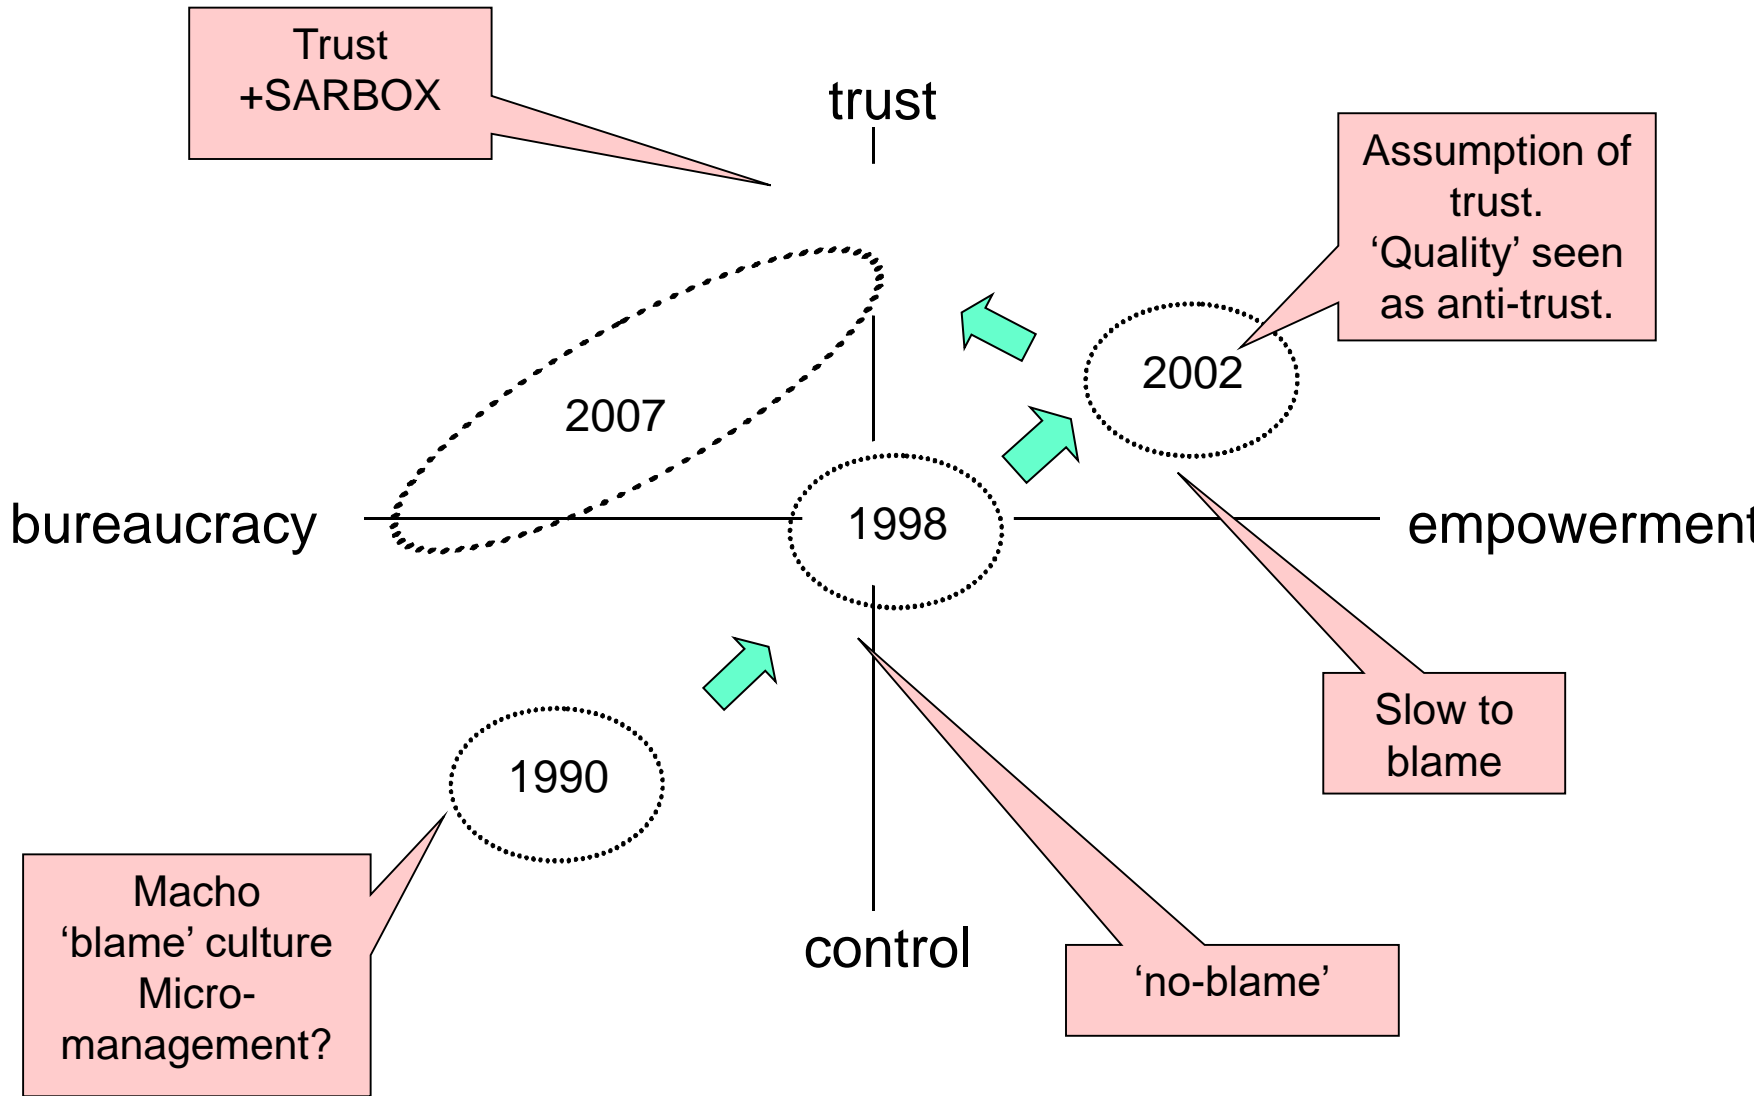 Trust
+SARBOX
trust
Assumption of
trust.
‘Quality’ seen
as anti-trust.
2002
2007
bureaucracy
1998
empowerment
Slow to
blame
1990
Macho
‘blame’ culture
Micro-
management?
control
‘no-blame’